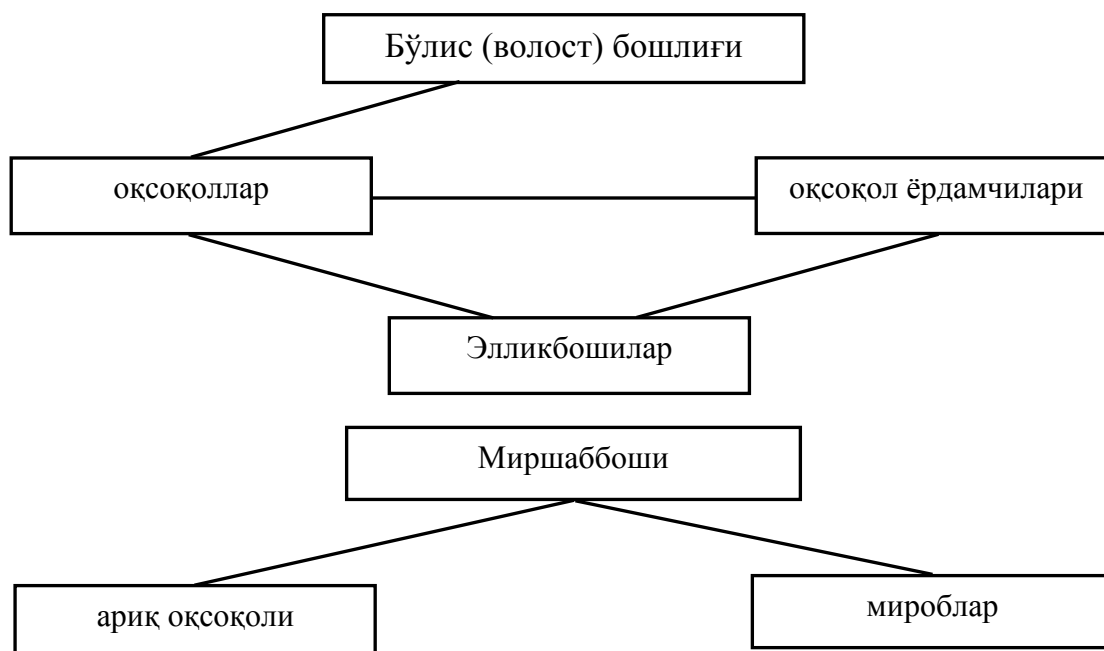 Бўлис (волост) бошлиғи
оқсоқоллар
оқсоқол ёрдамчилари
Элликбошилар
Миршаббоши
ариқ оқсоқоли
мироблар